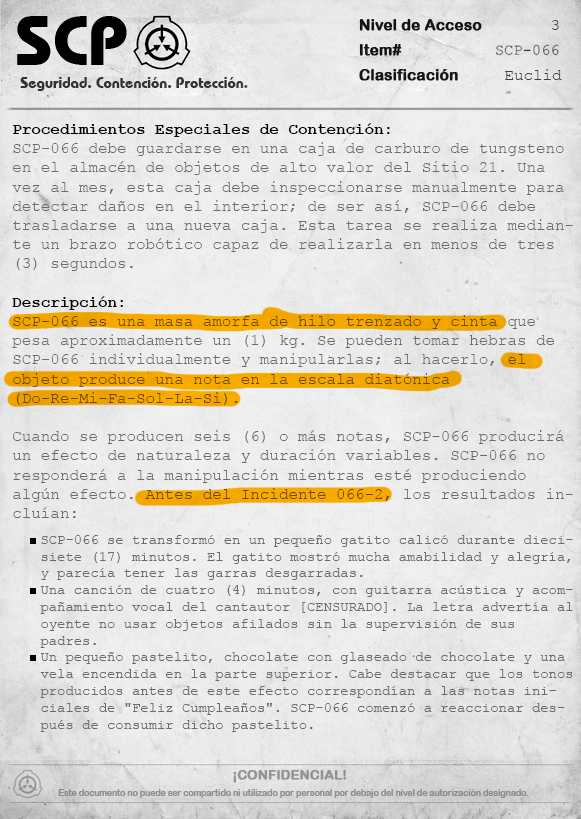 SCP
Seguridad. Contención. Protección.
Nivel de Acceso 3
Item# SCP-066
Clasificación Euclid
Procedimientos Especiales de Contención:
SCP-066 debe guardarse en una caja de carburo de tungsteno
en el almacén de objetos de alto valor del Sitio 21. Una
vez al mes, esta caja debe inspeccionarse manualmente para
detectar daños en el interior; de ser así, SCP-066 debe
trasladarse a una nueva caja. Esta tarea se realiza median-
te un brazo robótico capaz de realizarla en menos de tres
(3) segundos.
Descripción:
SCP-066 es una masa amorfa de hilo trenzado y cinta que
pesa aproximadamente un (1) kg. Se pueden tomar hebras de
SCP-066 individualmente y manipularlas; al hacerlo, el
objeto produce una nota en la escala diatónica
(Do-Re-Mi-Fa-Sol-La-Si).
Cuando se producen seis (6) o más notas, SCP-066 producirá
un efecto de naturaleza y duración variables. SCP-066 no
responderá a la manipulación mientras esté produciendo
algún efecto. Antes del Incidente 066-2, los resultados in-
cluían:
▪ SCP-066 se transformó en un pequeño gatito calicó durante dieci-
siete (17) minutos. El gatito mostró mucha amabilidad y alegría,
y parecía tener las garras desgarradas.
▪ Una canción de cuatro (4) minutos, con guitarra acústica y acom-
pañamiento vocal del cantautor [CENSURADO]. La letra advertía al
oyente no usar objetos afilados sin la supervisión de sus
padres.
▪ Un pequeño pastelito, chocolate con glaseado de chocolate y una
vela encendida en la parte superior. Cabe destacar que los tonos
producidos antes de este efecto correspondían a las notas ini-
ciales de "Feliz Cumpleaños". SCP-066 comenzó a reaccionar des-
pués de consumir dicho pastelito.
¡CONFIDENCIAL!
Este documento no puede ser compartido ni utilizado por personal por debajo del nivel de autorización designado.